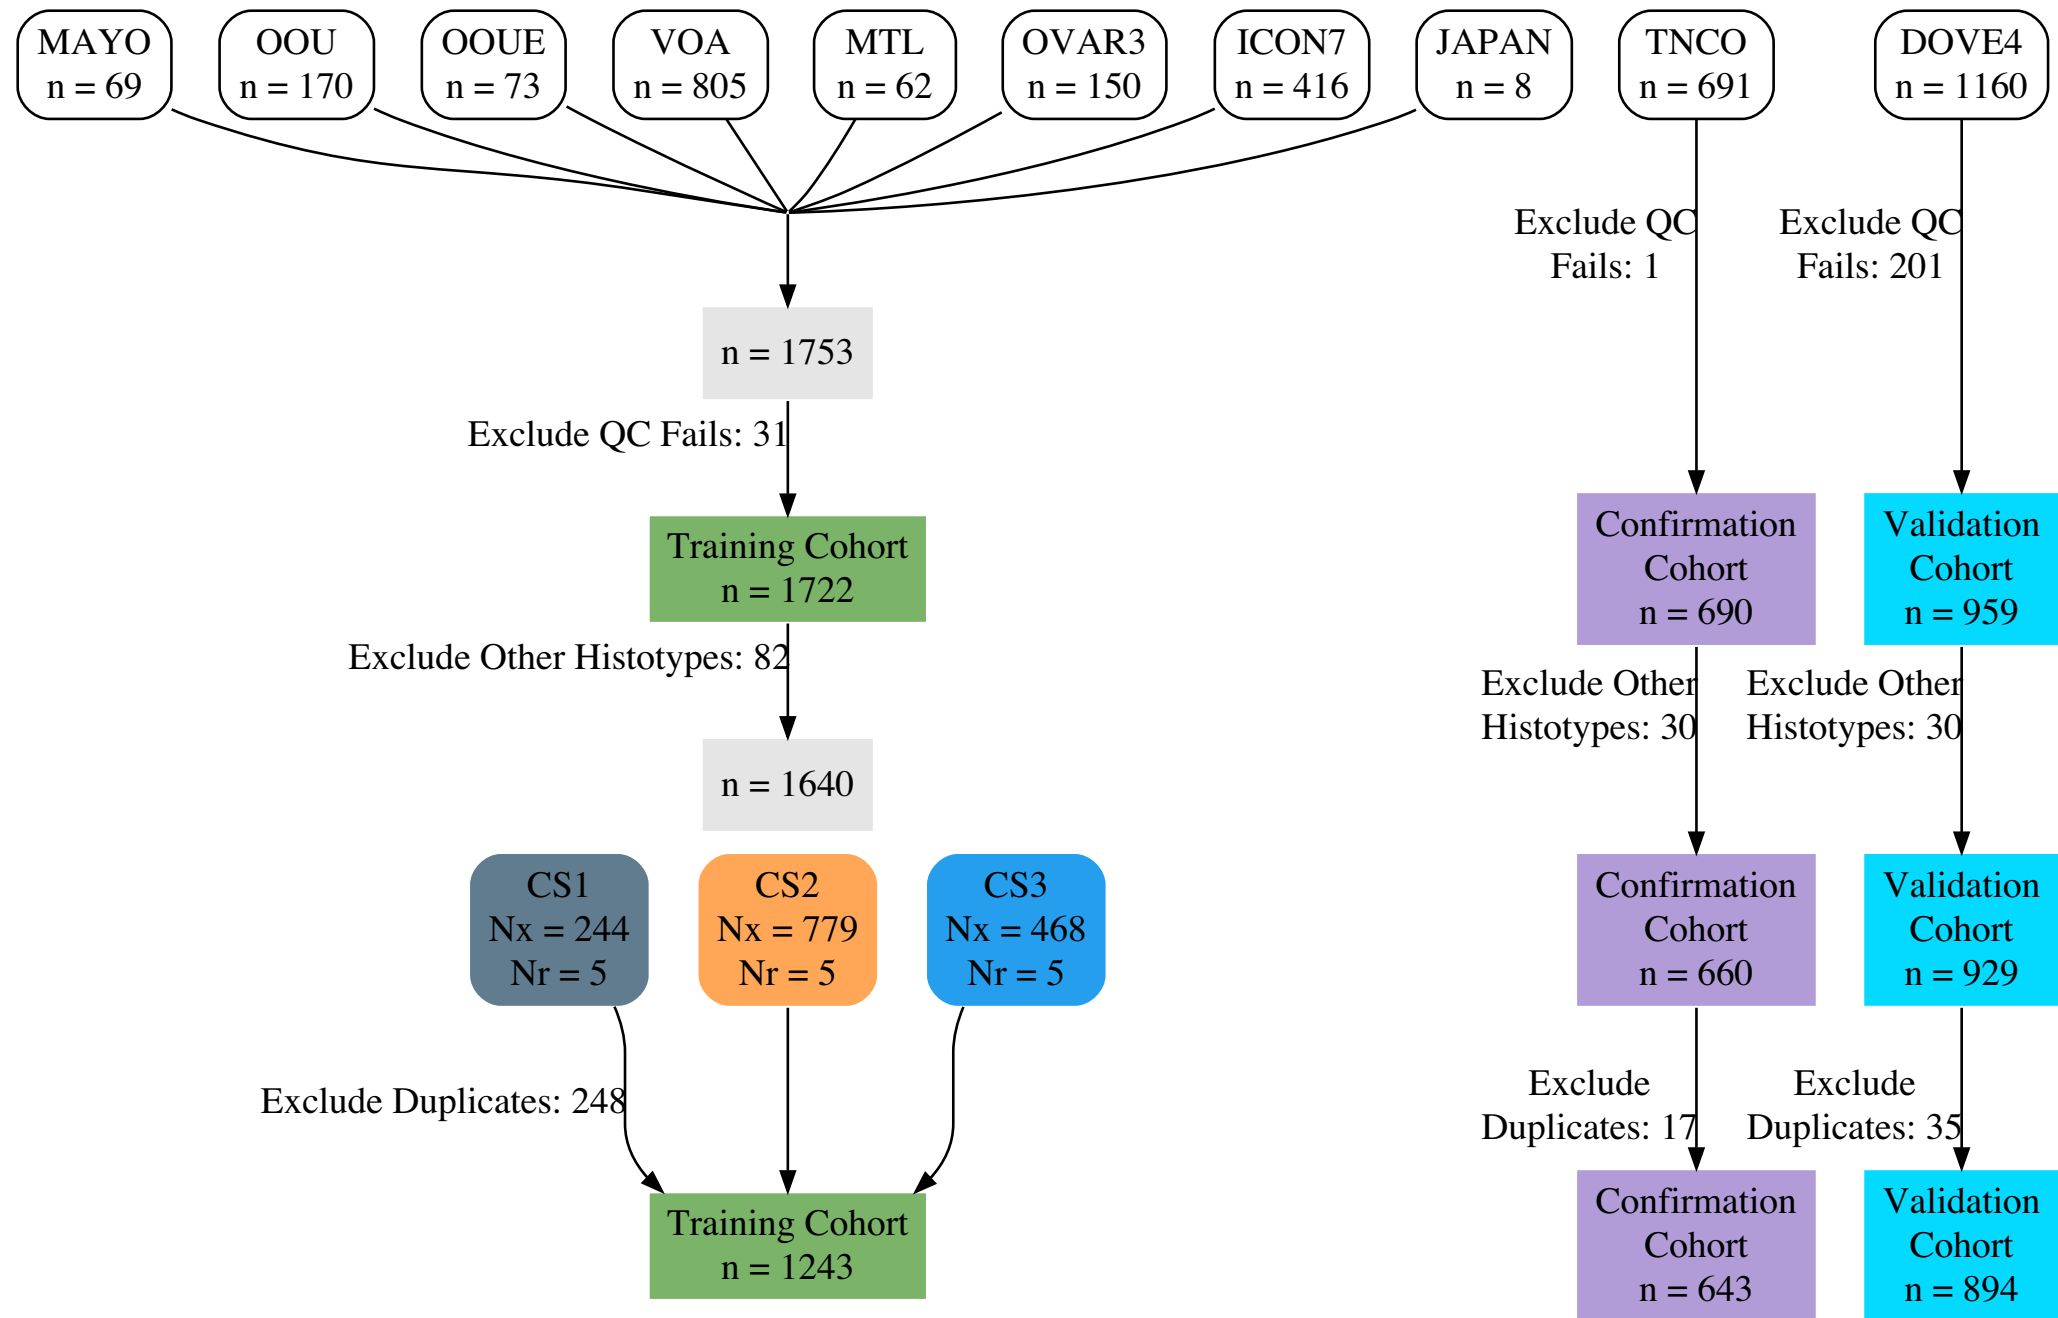 MAYO
n = 69
OOU
n = 170
OOUE
n = 73
VOA
n = 805
MTL
n = 62
OVAR3
n = 150
ICON7
n = 416
JAPAN
n = 8
TNCO
n = 691
DOVE4
n = 1160
Exclude QC
Fails: 1
Exclude QC
Fails: 201
n = 1753
Exclude QC Fails: 31
Training Cohort
n = 1722
Confirmation
Cohort
n = 690
Validation
Cohort
n = 959
Exclude Other Histotypes: 82
Exclude Other
Histotypes: 30
Exclude Other
Histotypes: 30
n = 1640
CS1
Nx = 244
Nr = 5
CS2
Nx = 779
Nr = 5
CS3
Nx = 468
Nr = 5
Confirmation
Cohort
n = 660
Validation
Cohort
n = 929
Exclude Duplicates: 248
Exclude
Duplicates: 17
Exclude
Duplicates: 35
Training Cohort
n = 1243
Confirmation
Cohort
n = 643
Validation
Cohort
n = 894